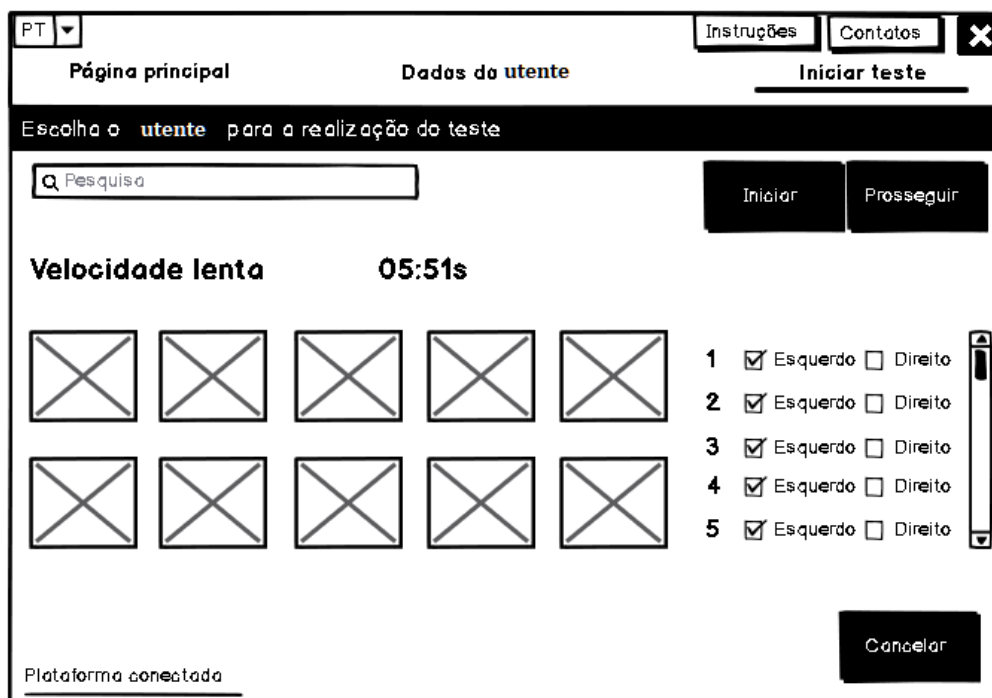 PT Instruções Contatos
Página principal Dados do utente Iniciar teste
Escolha o utente para a realização do teste
Pesquisa
Iniciar Prosseguir
Velocidade lenta 05:51s
1 Esquerdo Direito
2 Esquerdo Direito
3 Esquerdo Direito
4 Esquerdo Direito
5 Esquerdo Direito
Cancelar
Plataforma conectada